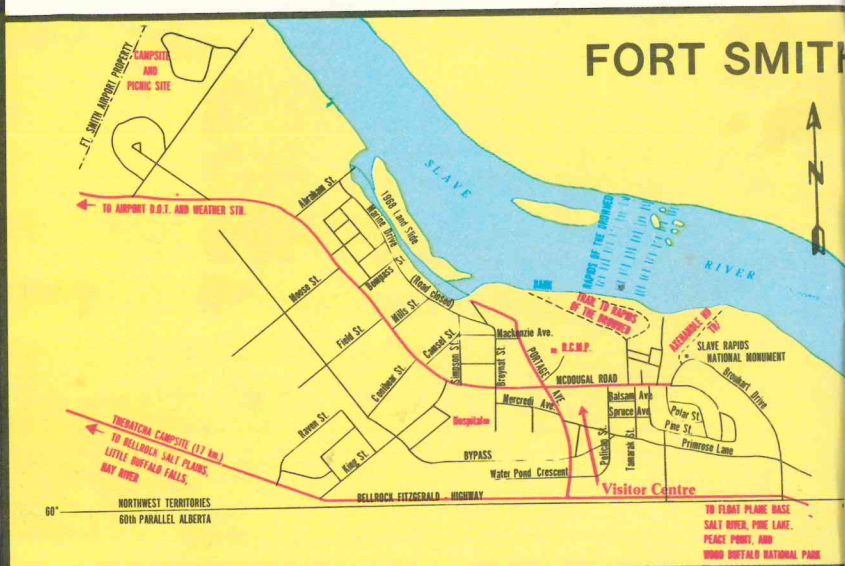 FORT SMITH
FT. SMITH AIRPORT PROPERTY
CAMPSITE
AND
PICNIC SITE
N
SLAVE
RIVER
RAPIDS OF THE DROWNED
TO AIRPORT D.O.T. AND WEATHER STN.
Abraham St.
Marine Drive
1968 Land Slide
(Road closed)
Bompass St.
Moose St.
Mills St.
Field St.
Camsel St.
Conibear St.
Simpson St.
Breynat St.
Mackenzie Ave.
PORTAGE AVE
R.C.M.P.
TRAIL TO RAPIDS
OF THE DROWNED
SLAVE RAPIDS
NATIONAL MONUMENT
MCDOUGAL ROAD
Mercredi Ave.
Balsam Ave
Spruce Ave
Polar St.
Pine St.
Primrose Lane
Pelican St.
Tamarak St.
Hospital
Raven St.
King St.
BYPASS
Water Pond Crescent
Visitor Centre
THEBATCHA CAMPSITE (17 km.)
TO BELLROCK SALT PLAINS,
LITTLE BUFFALO FALLS,
HAY RIVER
BELLROCK FITZGERALD - HIGHWAY
60°
NORTHWEST TERRITORIES
60th PARALLEL ALBERTA
TO FLOAT PLANE BASE
SALT RIVER, PINE LAKE,
PEACE POINT, AND
WOOD BUFFALO NATIONAL PARK